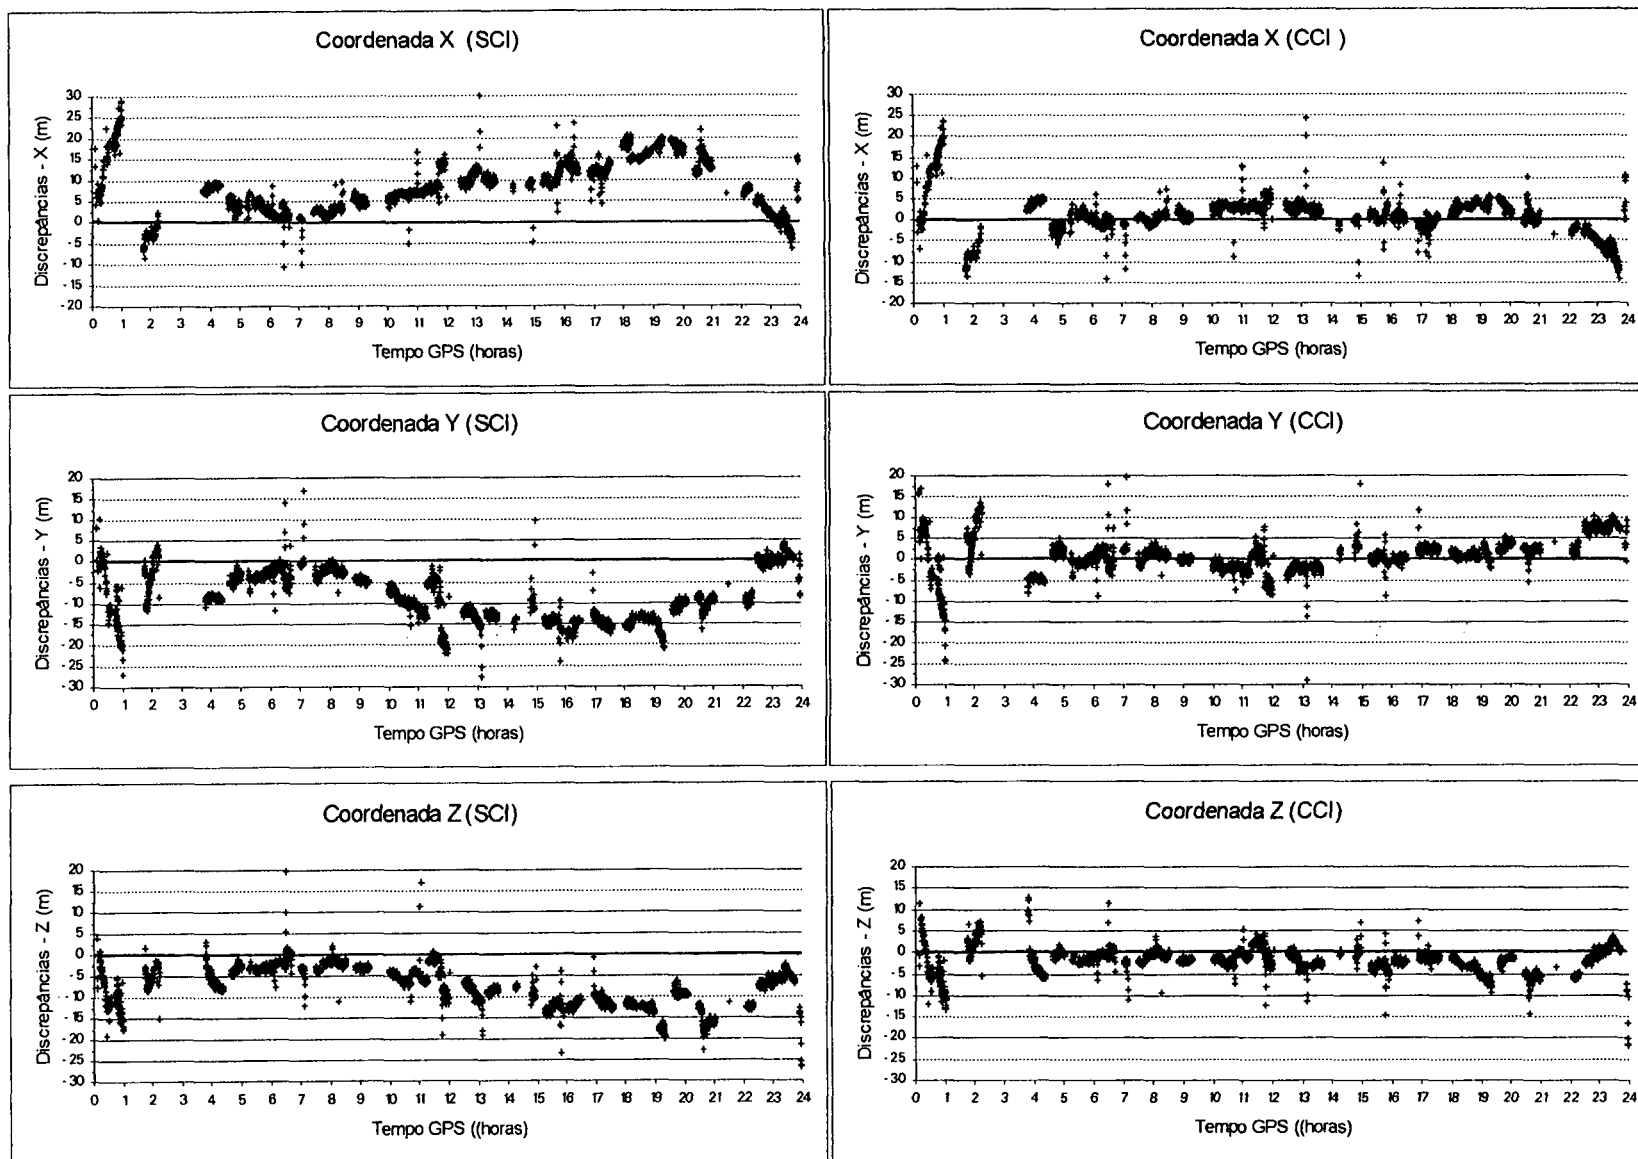 Coordenada X (SCI)
Discrepâncias - X (m)
30
25
20
15
10
5
0
- 5
- 10
- 15
- 20
0 1 2 3 4 5 6 7 8 9 10 11 12 13 14 15 16 17 18 19 20 21 22 23 24
Tempo GPS (horas)
Coordenada X (CCI )
Discrepâncias - X (m)
30
25
20
15
10
5
0
- 5
- 10
- 15
- 20
0 1 2 3 4 5 6 7 8 9 10 11 12 13 14 15 16 17 18 19 20 21 22 23 24
Tempo GPS (horas)
Coordenada Y (SCI)
Discrepâncias - Y (m)
20
15
10
5
0
- 5
- 10
- 15
- 20
- 25
- 30
0 1 2 3 4 5 6 7 8 9 10 11 12 13 14 15 16 17 18 19 20 21 22 23 24
Tempo GPS (horas)
Coordenada Y (CCI)
Discrepâncias - Y (m)
20
15
10
5
0
- 5
- 10
- 15
- 20
- 25
- 30
0 1 2 3 4 5 6 7 8 9 10 11 12 13 14 15 16 17 18 19 20 21 22 23 24
Tempo GPS (horas)
Coordenada Z (SCI)
Discrepâncias - Z (m)
20
15
10
5
0
- 5
- 10
- 15
- 20
- 25
- 30
0 1 2 3 4 5 6 7 8 9 10 11 12 13 14 15 16 17 18 19 20 21 22 23 24
Tempo GPS ((horas)
Coordenada Z (CCI)
Discrepâncias - Z (m)
20
15
10
5
0
- 5
- 10
- 15
- 20
- 25
- 30
0 1 2 3 4 5 6 7 8 9 10 11 12 13 14 15 16 17 18 19 20 21 22 23 24
Tempo GPS ((horas)